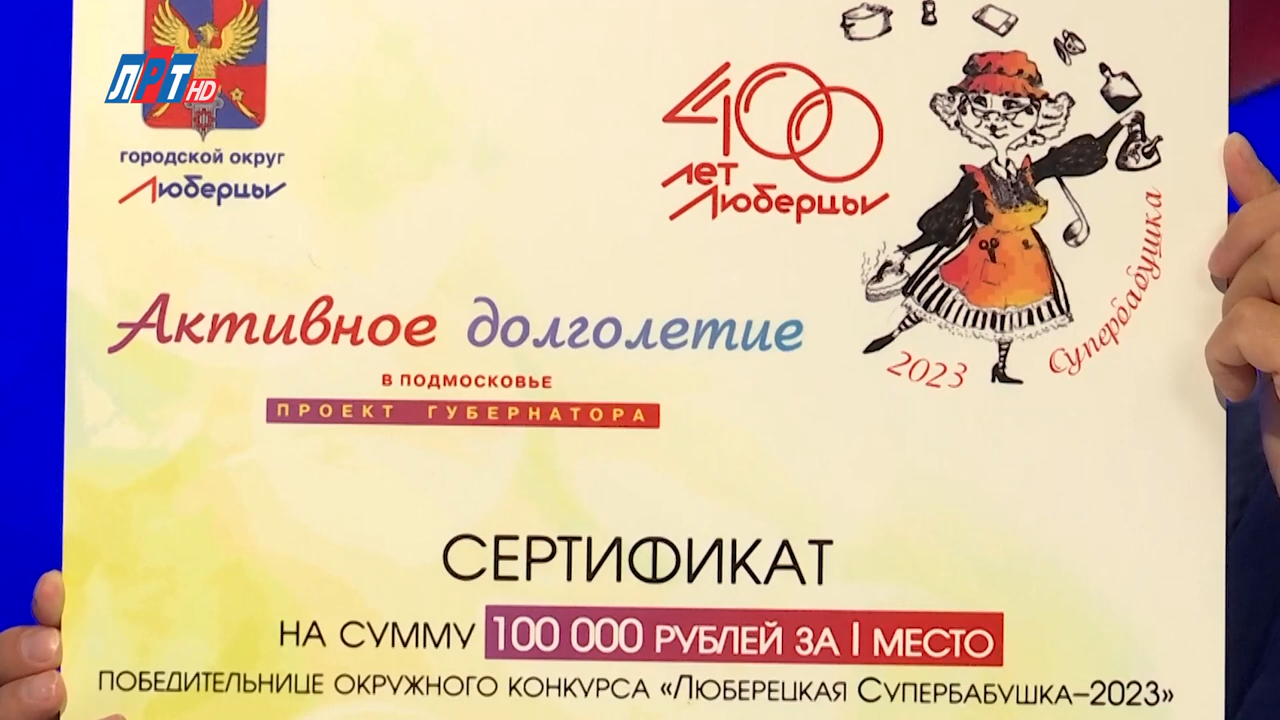 ЛРТ HD
городской округ
Люберцы
400
лет
Люберцы
Супербабушка
2023
Активное долголетие
В ПОДМОСКОВЬЕ
ПРОЕКТ ГУБЕРНАТОРА
СЕРТИФИКАТ
НА СУММУ 100 000 РУБЛЕЙ ЗА I МЕСТО
ПОБЕДИТЕЛЬНИЦЕ ОКРУЖНОГО КОНКУРСА «ЛЮБЕРЕЦКАЯ СУПЕРБАБУШКА–2023»